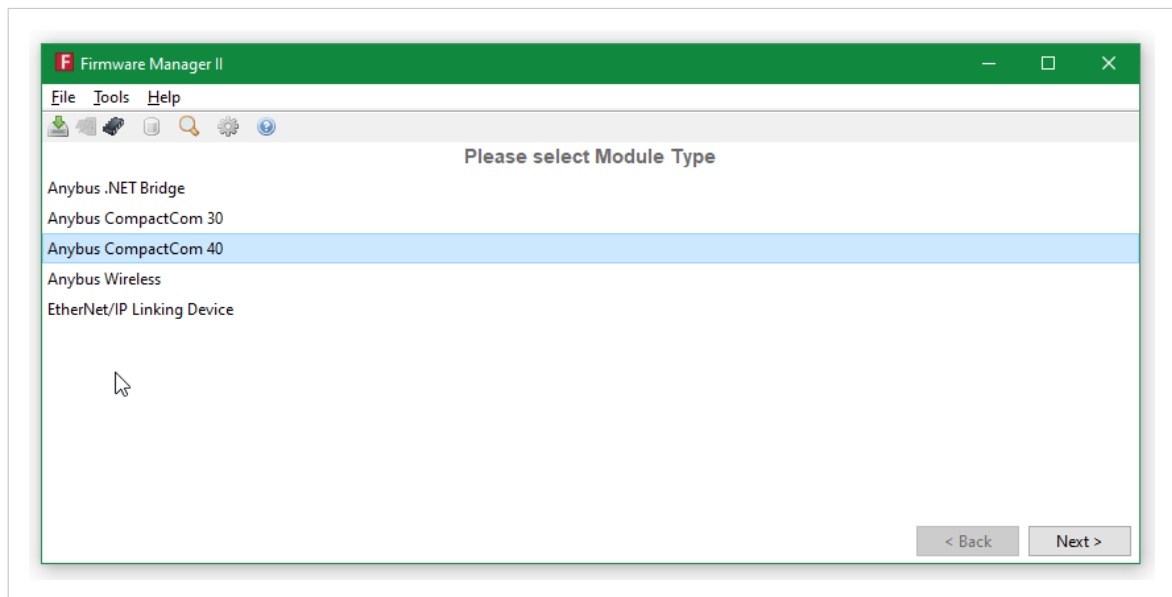 F Firmware Manager II
File Tools Help
Please select Module Type
Anybus .NET Bridge
Anybus CompactCom 30
Anybus CompactCom 40
Anybus Wireless
EtherNet/IP Linking Device
< Back Next >